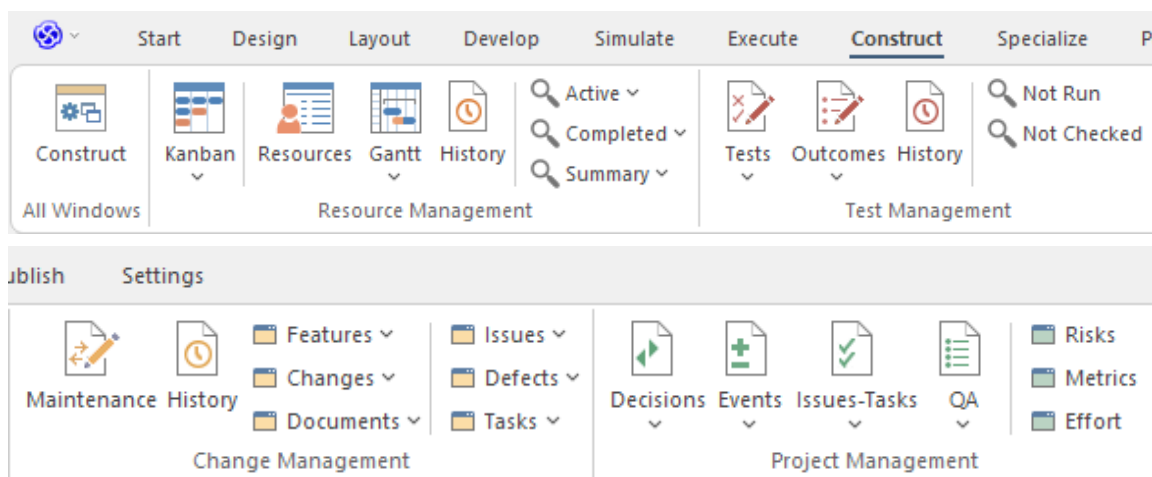 Start Design Layout Develop Simulate Execute Construct Specialize P
Active
Not Run
Completed
Not Checked
Construct Kanban Resources Gantt History Tests Outcomes History
Summary
All Windows Resource Management Test Management
ublish Settings
Features Issues Risks
Changes Defects Metrics
Maintenance History Decisions Events Issues-Tasks QA
Documents Tasks Effort
Change Management Project Management